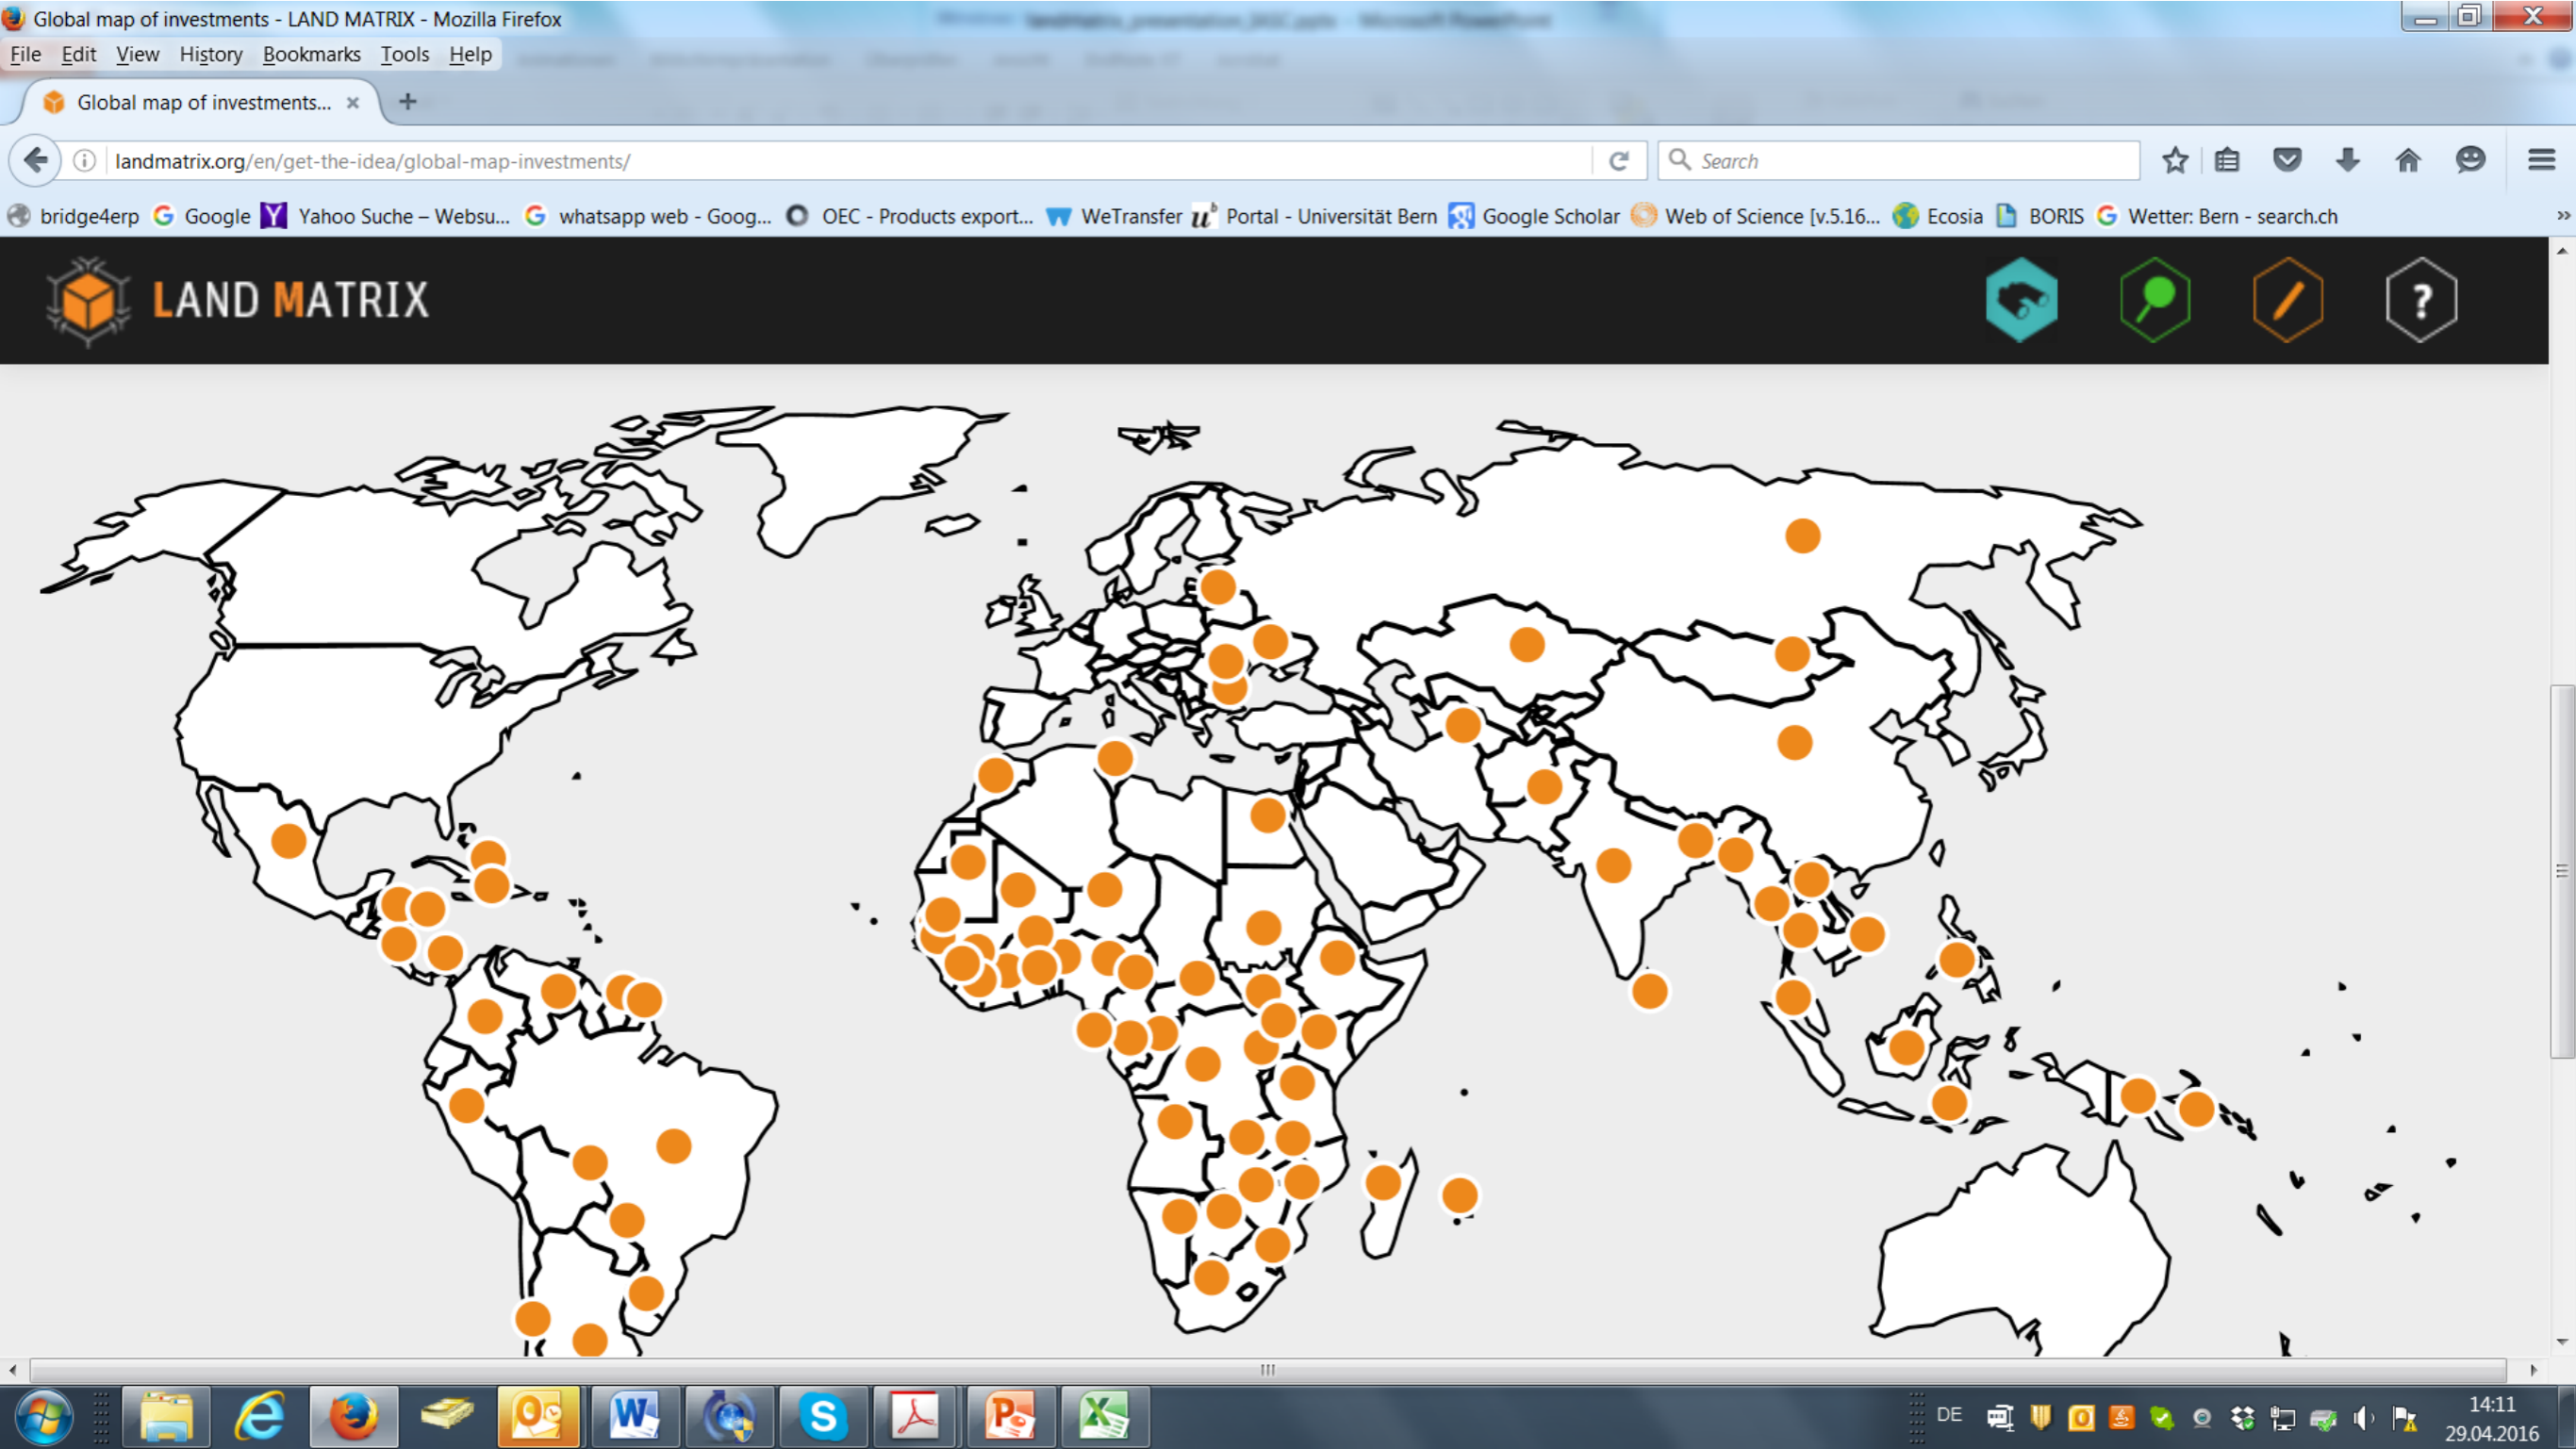 Global map of investments - LAND MATRIX - Mozilla Firefox
File Edit View History Bookmarks Tools Help
Global map of investments...
landmatrix.org/en/get-the-idea/global-map-investments/
Search
bridge4erp Google Yahoo Suche – Websu... whatsapp web - Goog... OEC - Products export... WeTransfer Portal - Universität Bern Google Scholar Web of Science [v.5.16... Ecosia BORIS Wetter: Bern - search.ch
LAND MATRIX
DE
14:11
29.04.2016